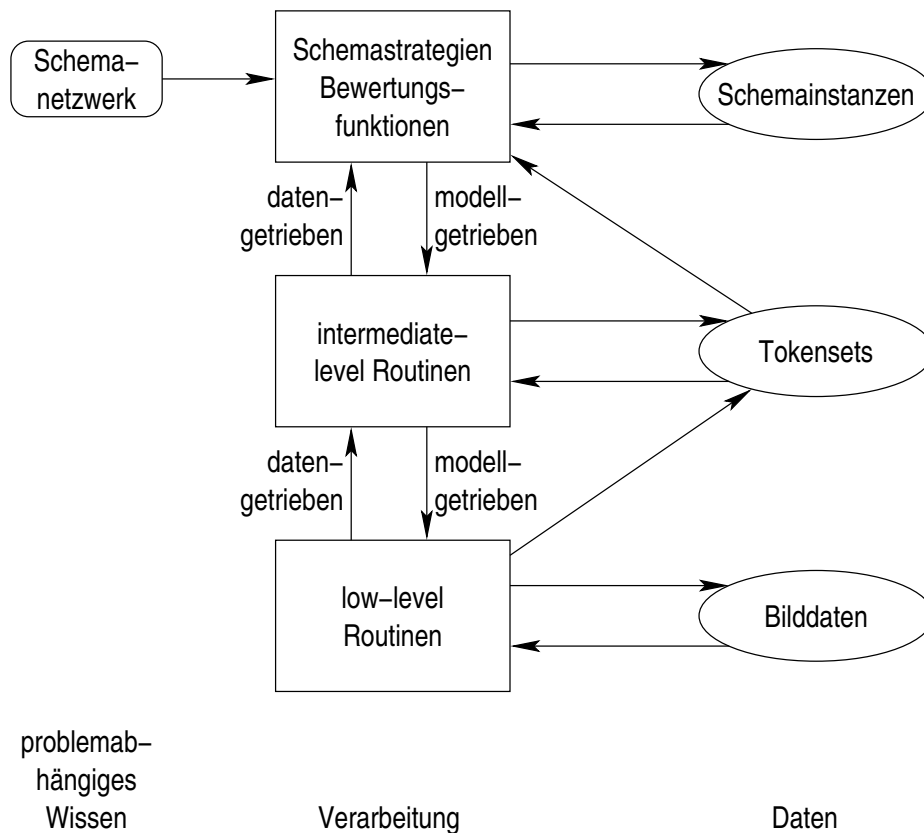 Schema–
netzwerk
Schemastrategien
Bewertungs–
funktionen
Schemainstanzen
daten–
getrieben
modell–
getrieben
intermediate–
level Routinen
Tokensets
daten–
getrieben
modell–
getrieben
low–level
Routinen
Bilddaten
problemab–
hängiges
Wissen
Verarbeitung
Daten